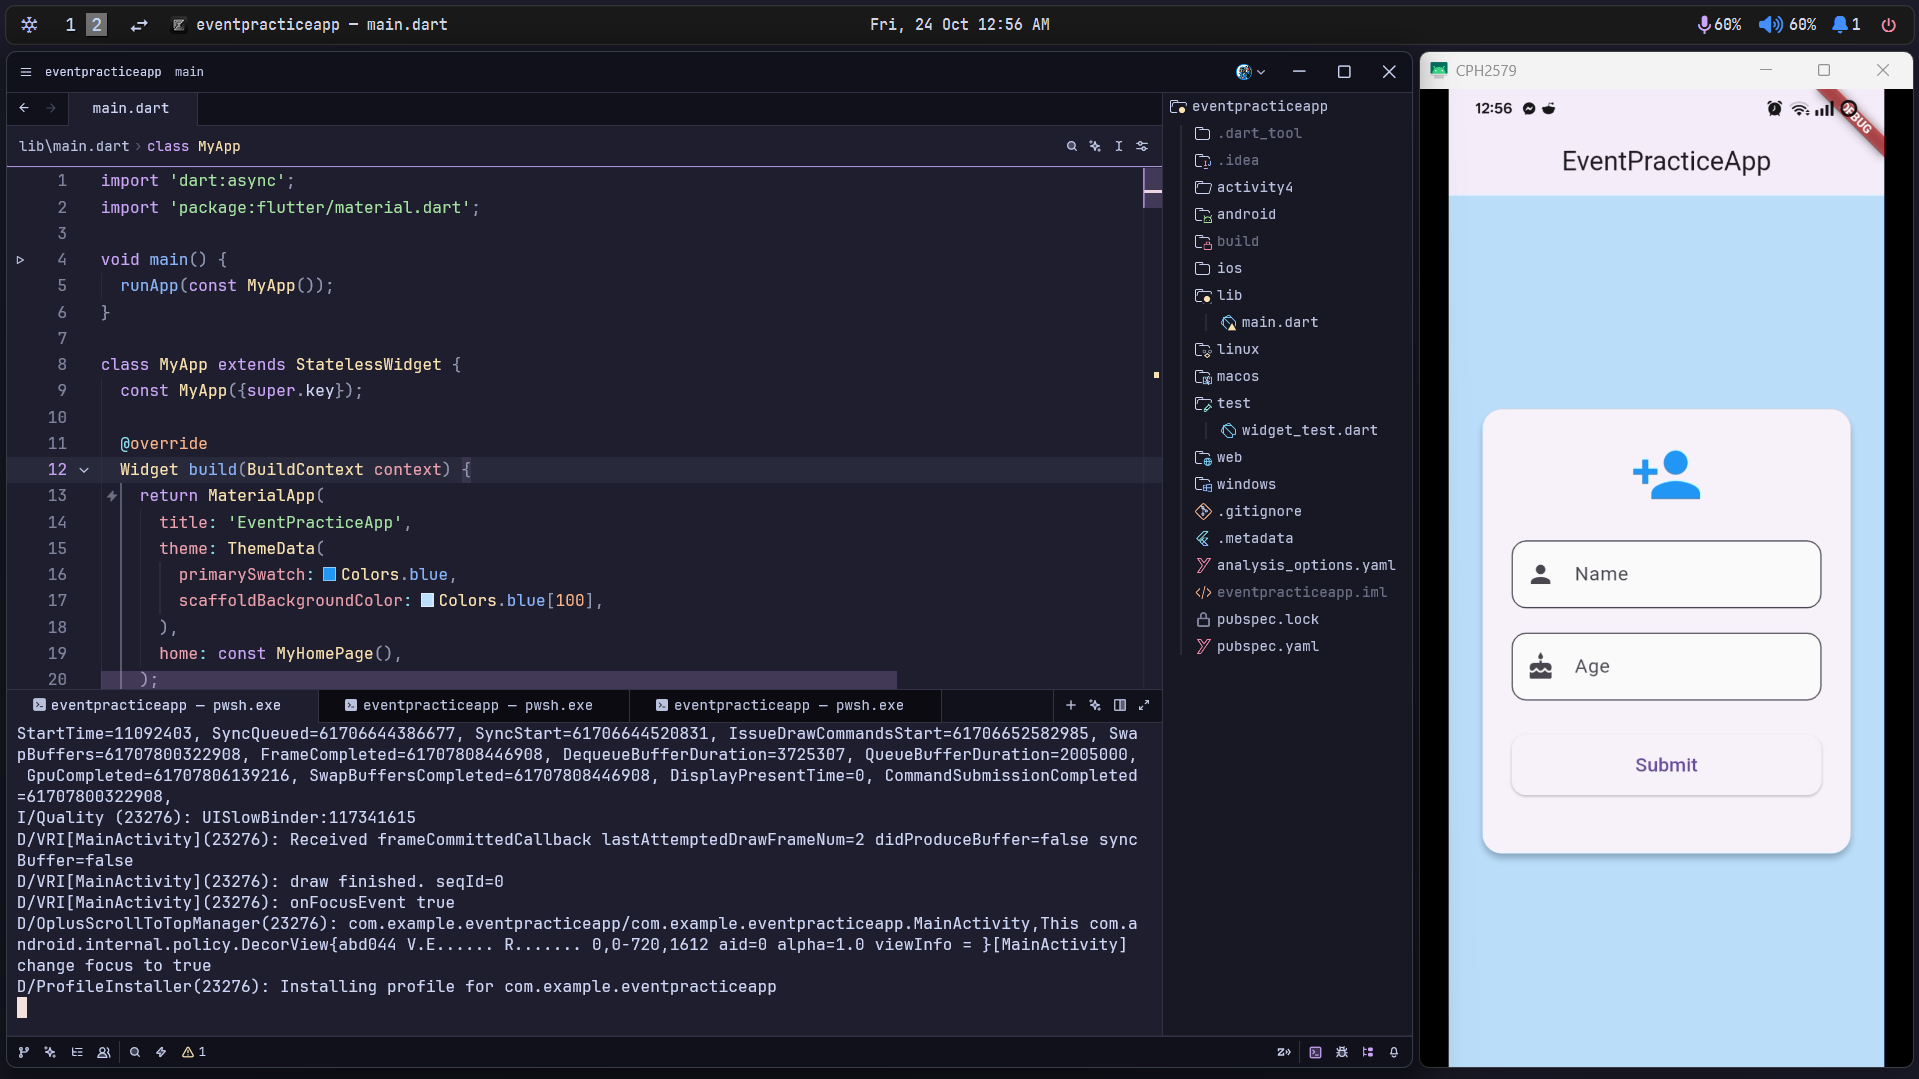 1 2 eventpracticeapp — main.dart
Fri, 24 Oct 12:56 AM
60% 60% 1
eventpracticeapp main
main.dart
lib\main.dart › class MyApp
1 import 'dart:async';
2 import 'package:flutter/material.dart';
3
4 void main() {
5 runApp(const MyApp());
6 }
7
8 class MyApp extends StatelessWidget {
9 const MyApp({super.key});
10
11 @override
12 Widget build(BuildContext context) {
13 return MaterialApp(
14 title: 'EventPracticeApp',
15 theme: ThemeData(
16 primarySwatch: Colors.blue,
17 scaffoldBackgroundColor: Colors.blue[100],
18 ),
19 home: const MyHomePage(),
20 );
eventpracticeapp — pwsh.exe
eventpracticeapp — pwsh.exe
eventpracticeapp — pwsh.exe
StartTime=11092403, SyncQueued=61706644386677, SyncStart=61706644520831, IssueDrawCommandsStart=61706652582985, Swa
pBuffers=61707800322908, FrameCompleted=61707808446908, DequeueBufferDuration=3725307, QueueBufferDuration=2005000,
GpuCompleted=61707806139216, SwapBuffersCompleted=61707808446908, DisplayPresentTime=0, CommandSubmissionCompleted
=61707800322908,
I/Quality (23276): UISlowBinder:117341615
D/VRI[MainActivity](23276): Received frameCommittedCallback lastAttemptedDrawFrameNum=2 didProduceBuffer=false sync
Buffer=false
D/VRI[MainActivity](23276): draw finished. seqId=0
D/VRI[MainActivity](23276): onFocusEvent true
D/OplusScrollToTopManager(23276): com.example.eventpracticeapp/com.example.eventpracticeapp.MainActivity,This com.a
ndroid.internal.policy.DecorView{abd044 V.E...... R....... 0,0-720,1612 aid=0 alpha=1.0 viewInfo = }[MainActivity]
change focus to true
D/ProfileInstaller(23276): Installing profile for com.example.eventpracticeapp
1
eventpracticeapp
.dart_tool
.idea
activity4
android
build
ios
lib
main.dart
linux
macos
test
widget_test.dart
web
windows
.gitignore
.metadata
analysis_options.yaml
eventpracticeapp.iml
pubspec.lock
pubspec.yaml
CPH2579
12:56
EventPracticeApp
Name
Age
Submit